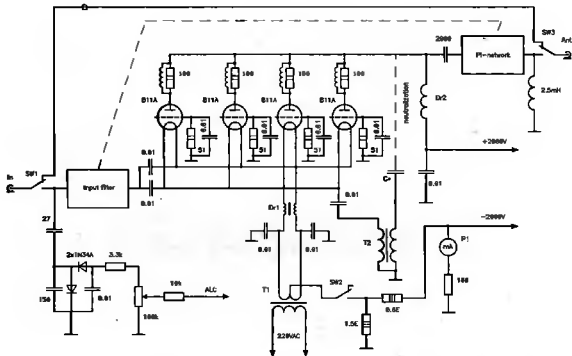 SW3
2000
Pi-network
Ant
100
100
100
100
neutralization
Dr2
2.5mH
811A
811A
811A
811A
0.01
0.01
0.01
0.01
51
51
51
51
+2000V
0.01
In
SW1
Input filter
0.01
0.01
0.01
C
Dr1
27
0.01
0.01
T2
-2000V
P1
mA
2x1N34A
3.3k
SW2
100
150
0.01
10k
ALC
T1
0.6E
100k
1.5E
220VAC